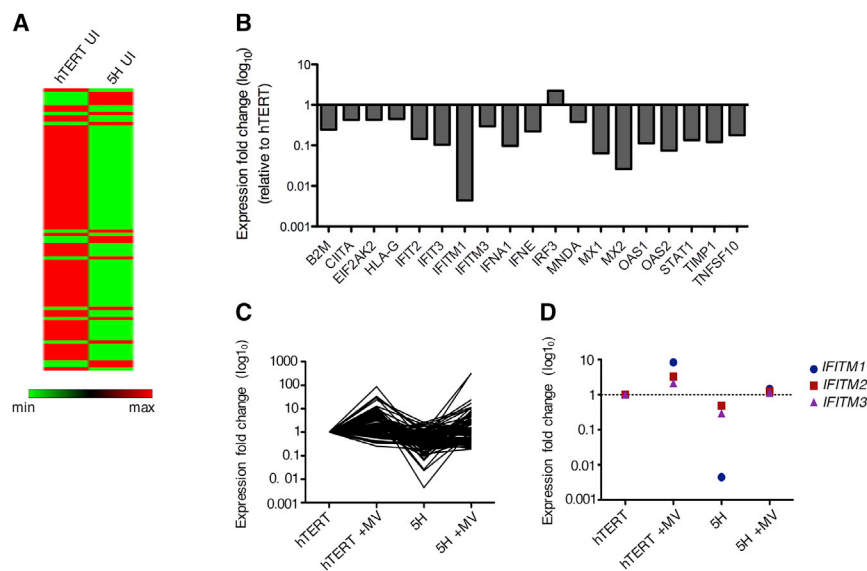 A
hTERT UI
5H UI
min
max
B
Expression fold change (log10)
(relative to hTERT)
10
1
0.1
0.01
0.001
B2M
CIITA
EIF2AK2
HLA-G
IFIT2
IFIT3
IFITM1
IFITM3
IFNA1
IFNE
IRF3
MNDA
MX1
MX2
OAS1
OAS2
STAT1
TIMP1
TNFSF10
C
Expression fold change (log10)
1000
100
10
1
0.1
0. 01
0.001
hTERT
hTERT +MV
5H
5H +MV
D
Expression fold change (log10)
10
1
0.1
0.01
0.001
hTERT
hTERT +MV
5H
5H +MV
IFITM1
IFITM2
IFITM3